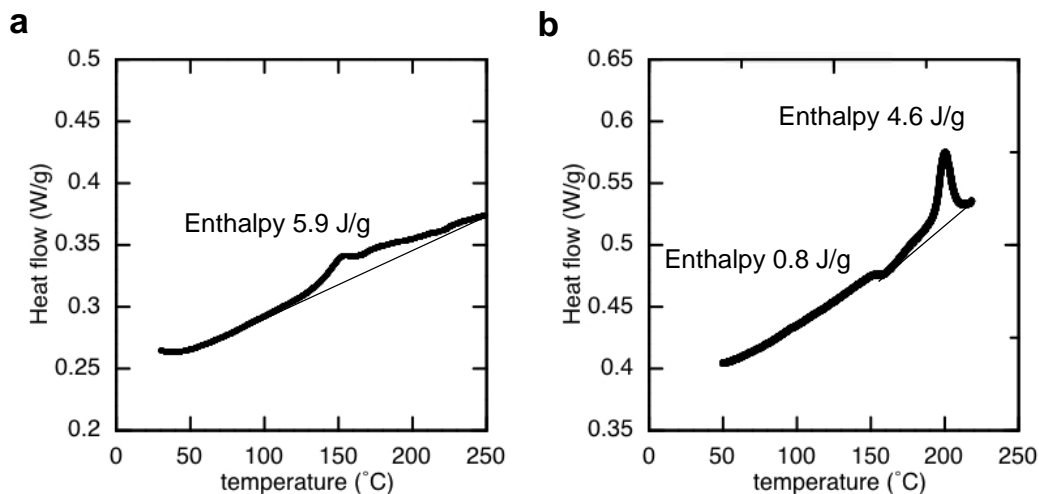 a
0.5
0.45
0.4
0.35
0.3
0.25
0.2
Heat flow (W/g)
Enthalpy 5.9 J/g
0 50 100 150 200 250
temperature (˚C)
b
0.65
0.6
0.55
0.5
0.45
0.4
0.35
Heat flow (W/g)
Enthalpy 4.6 J/g
Enthalpy 0.8 J/g
0 50 100 150 200 250
temperature (˚C)